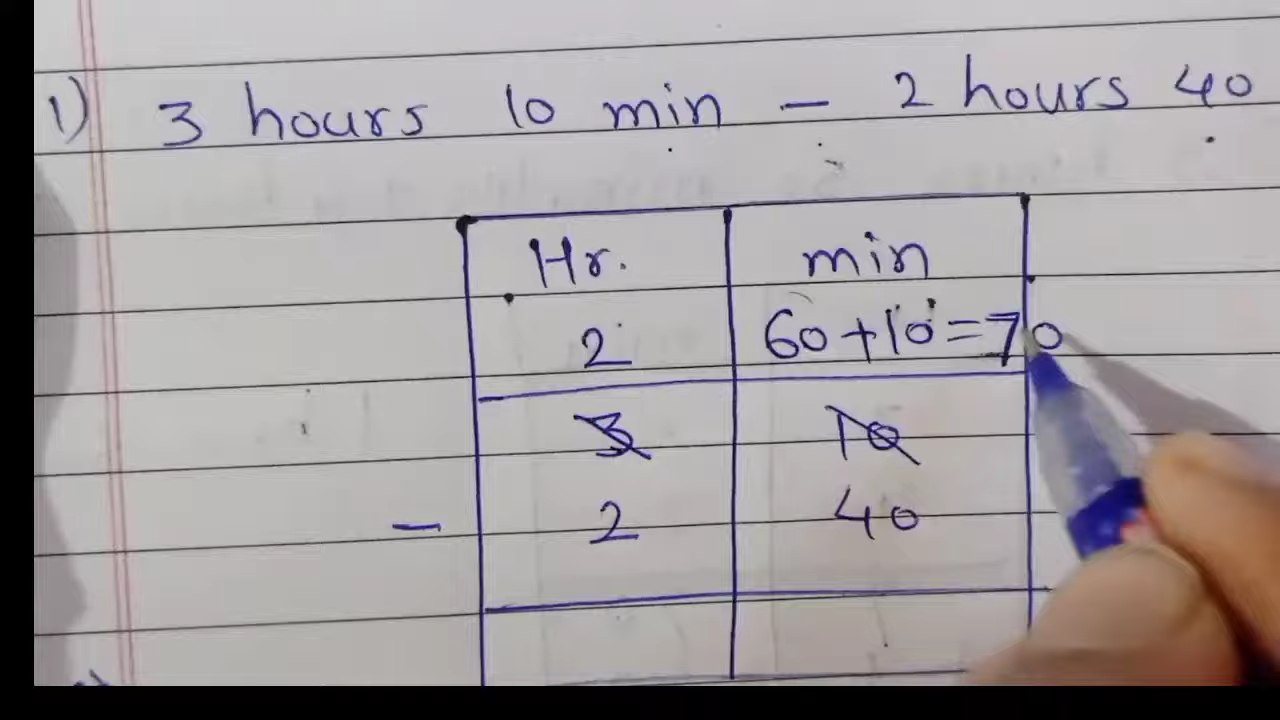 1) 3 hours 10 min - 2 hours 40
Hr. min
2 60+10=70
3 10
- 2 40